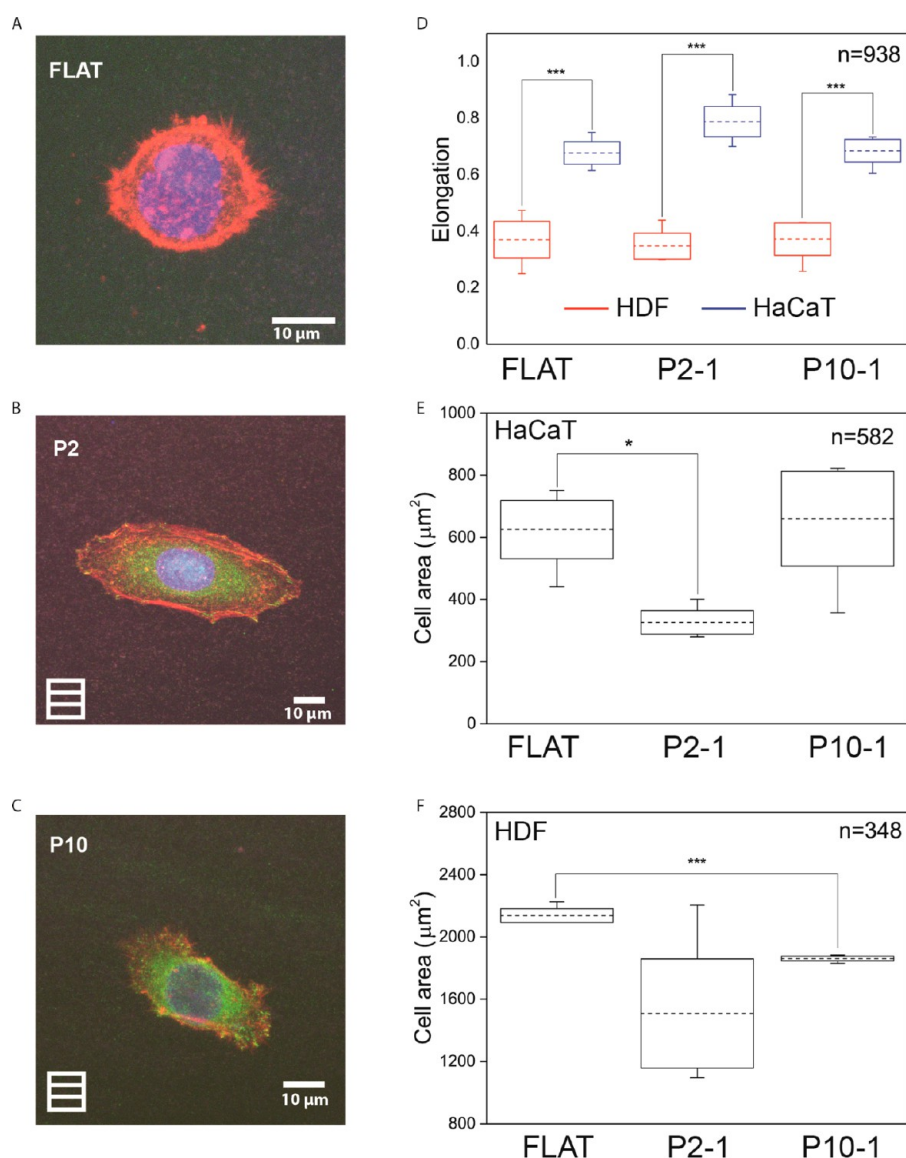 A
FLAT
10 µm
B
P2
10 µm
C
P10
10 µm
D
n=938
***
***
***
Elongation
1.0
0.8
0.6
0.4
0.2
0.0
HDF
HaCaT
FLAT
P2-1
P10-1
E
HaCaT
n=582
*
Cell area (µm²)
1000
800
600
400
200
0
FLAT
P2-1
P10-1
F
HDF
n=348
***
Cell area (µm²)
2800
2400
2000
1600
1200
800
FLAT
P2-1
P10-1